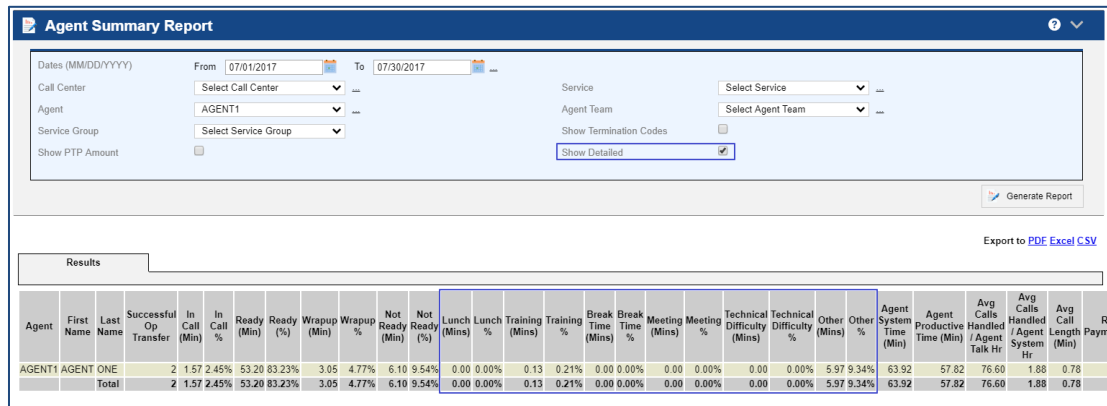 Agent Summary Report
Dates (MM/DD/YYYY) From 07/01/2017 To 07/30/2017 ...
Call Center Select Call Center ... Service Select Service ...
Agent AGENT1 ... Agent Team Select Agent Team ...
Service Group Select Service Group Show Termination Codes
Show PTP Amount Show Detailed
Generate Report
Export to PDF Excel CSV
Results
Agent First Name Last Name Successful Op Transfer In Call (Min) In Call % Ready (Min) Ready (%) Wrapup (Min) Wrapup % Not Ready (Min) Not Ready (%) Lunch (Mins) Lunch % Training (Mins) Training % Break Time (Mins) Break Time % Meeting (Mins) Meeting % Technical Difficulty (Mins) Technical Difficulty % Other (Mins) Other % Agent System Time (Min) Agent Productive Time (Min) Avg Calls Handled / Agent Talk Hr Avg Calls Handled / Agent System Hr Avg Call Length (Min)
AGENT1 AGENT ONE 2 1.57 2.45% 53.20 83.23% 3.05 4.77% 6.10 9.54% 0.00 0.00% 0.13 0.21% 0.00 0.00% 0.00 0.00% 0.00 0.00% 5.97 9.34% 63.92 57.82 76.60 1.88 0.78
Total 2 1.57 2.45% 53.20 83.23% 3.05 4.77% 6.10 9.54% 0.00 0.00% 0.13 0.21% 0.00 0.00% 0.00 0.00% 0.00 0.00% 5.97 9.34% 63.92 57.82 76.60 1.88 0.78